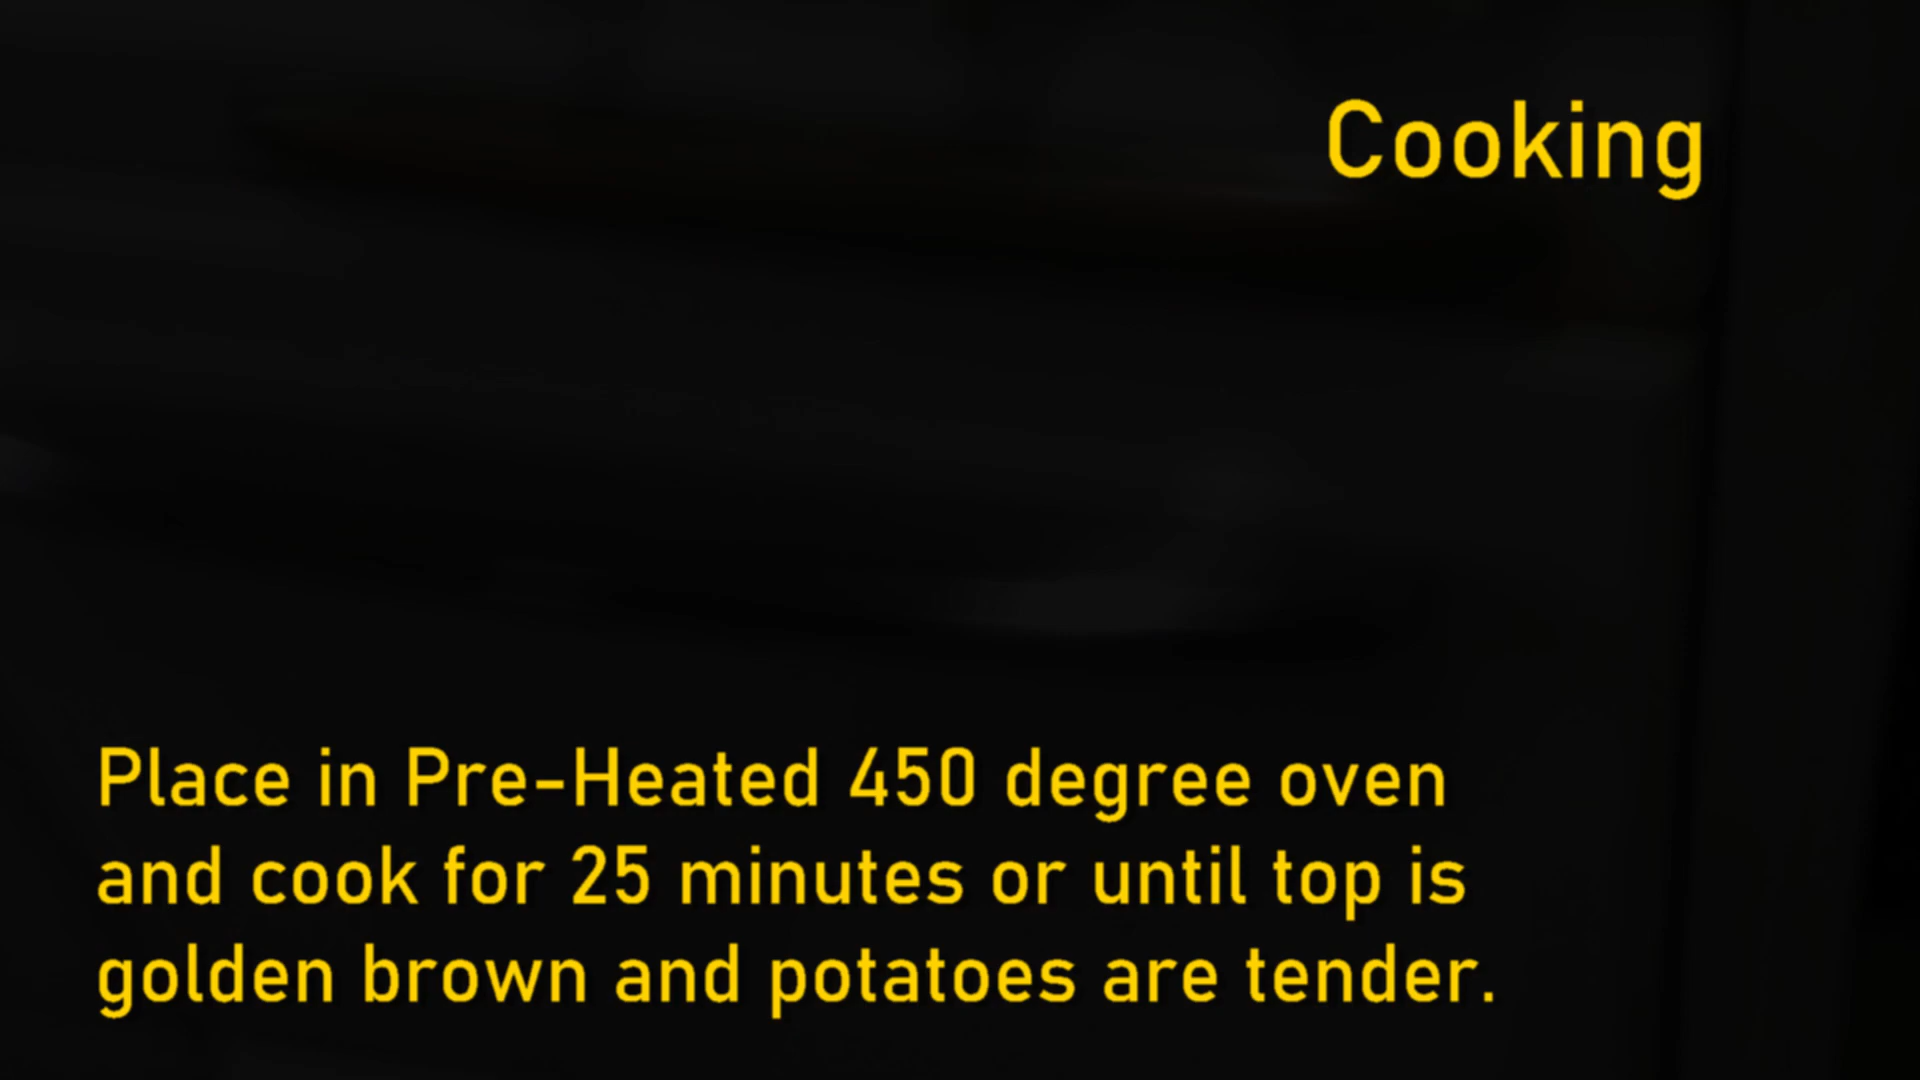 Cooking
Place in Pre-Heated 450 degree oven
and cook for 25 minutes or until top is
golden brown and potatoes are tender.